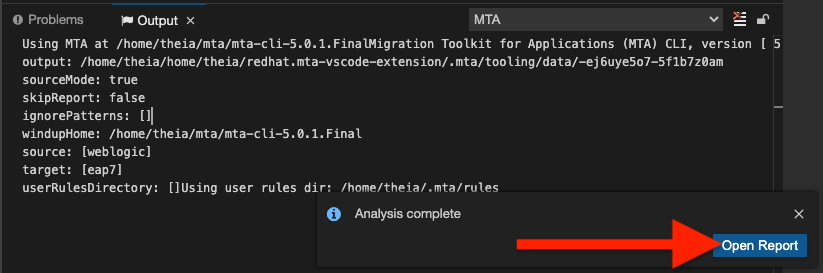 Problems
Output
MTA
Using MTA at /home/theia/mta/mta-cli-5.0.1.FinalMigration Toolkit for Applications (MTA) CLI, version [ 5
output: /home/theia/home/theia/redhat.mta-vscode-extension/.mta/tooling/data/-ej6uye5o7-5f1b7z0am
sourceMode: true
skipReport: false
ignorePatterns: []
windupHome: /home/theia/mta/mta-cli-5.0.1.Final
source: [weblogic]
target: [eap7]
userRulesDirectory: []Using user rules dir: /home/theia/.mta/rules
Analysis complete
Open Report